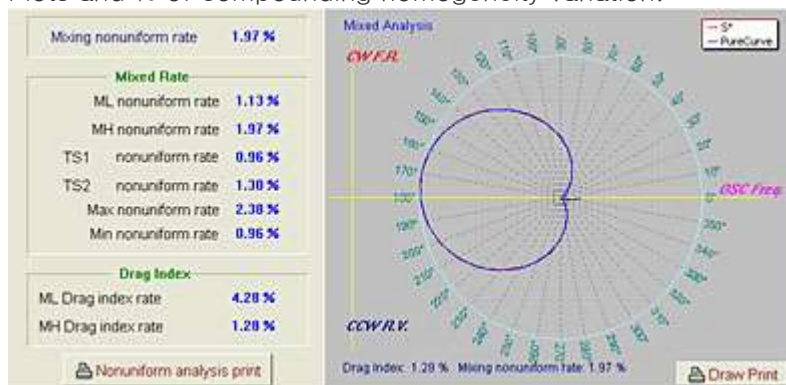 Plots and % of compounding homogeneity variation.
Mixing nonuniform rate 1.97 %
Mixed Rate
ML nonuniform rate 1.13 %
MH nonuniform rate 1.97 %
TS1 nonuniform rate 0.96 %
TS2 nonuniform rate 1.30 %
Max nonuniform rate 2.38 %
Min nonuniform rate 0.96 %
Drag Index
ML Drag index rate 4.28 %
MH Drag index rate 1.28 %
Nonuniform analysis print
Mixed Analysis
CW F.R.
S*
PureCurve
OSC Freq.
CCW R.V.
Drag Index: 1.28 % Mixing nonuniform rate: 1.97 %
Draw Print